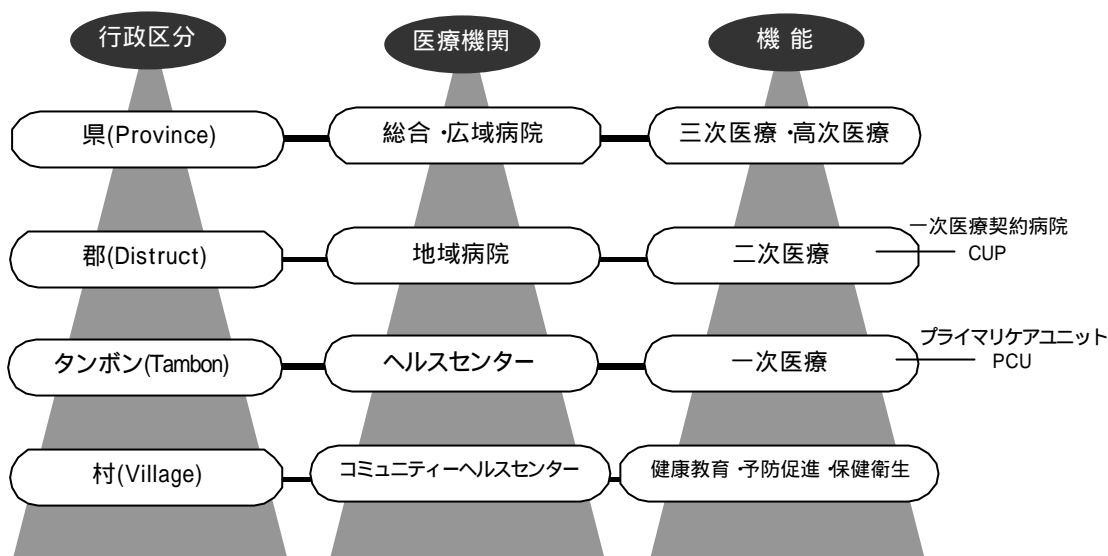 行政区分
医療機関
機 能
県(Province)
総合・広域病院
三次医療・高次医療
郡(Distruct)
地域病院
二次医療
一次医療契約病院
CUP
タンボン(Tambon)
ヘルスセンター
一次医療
プライマリケアユニット
PCU
村(Village)
コミュニティーヘルスセンター
健康教育・予防促進・保健衛生